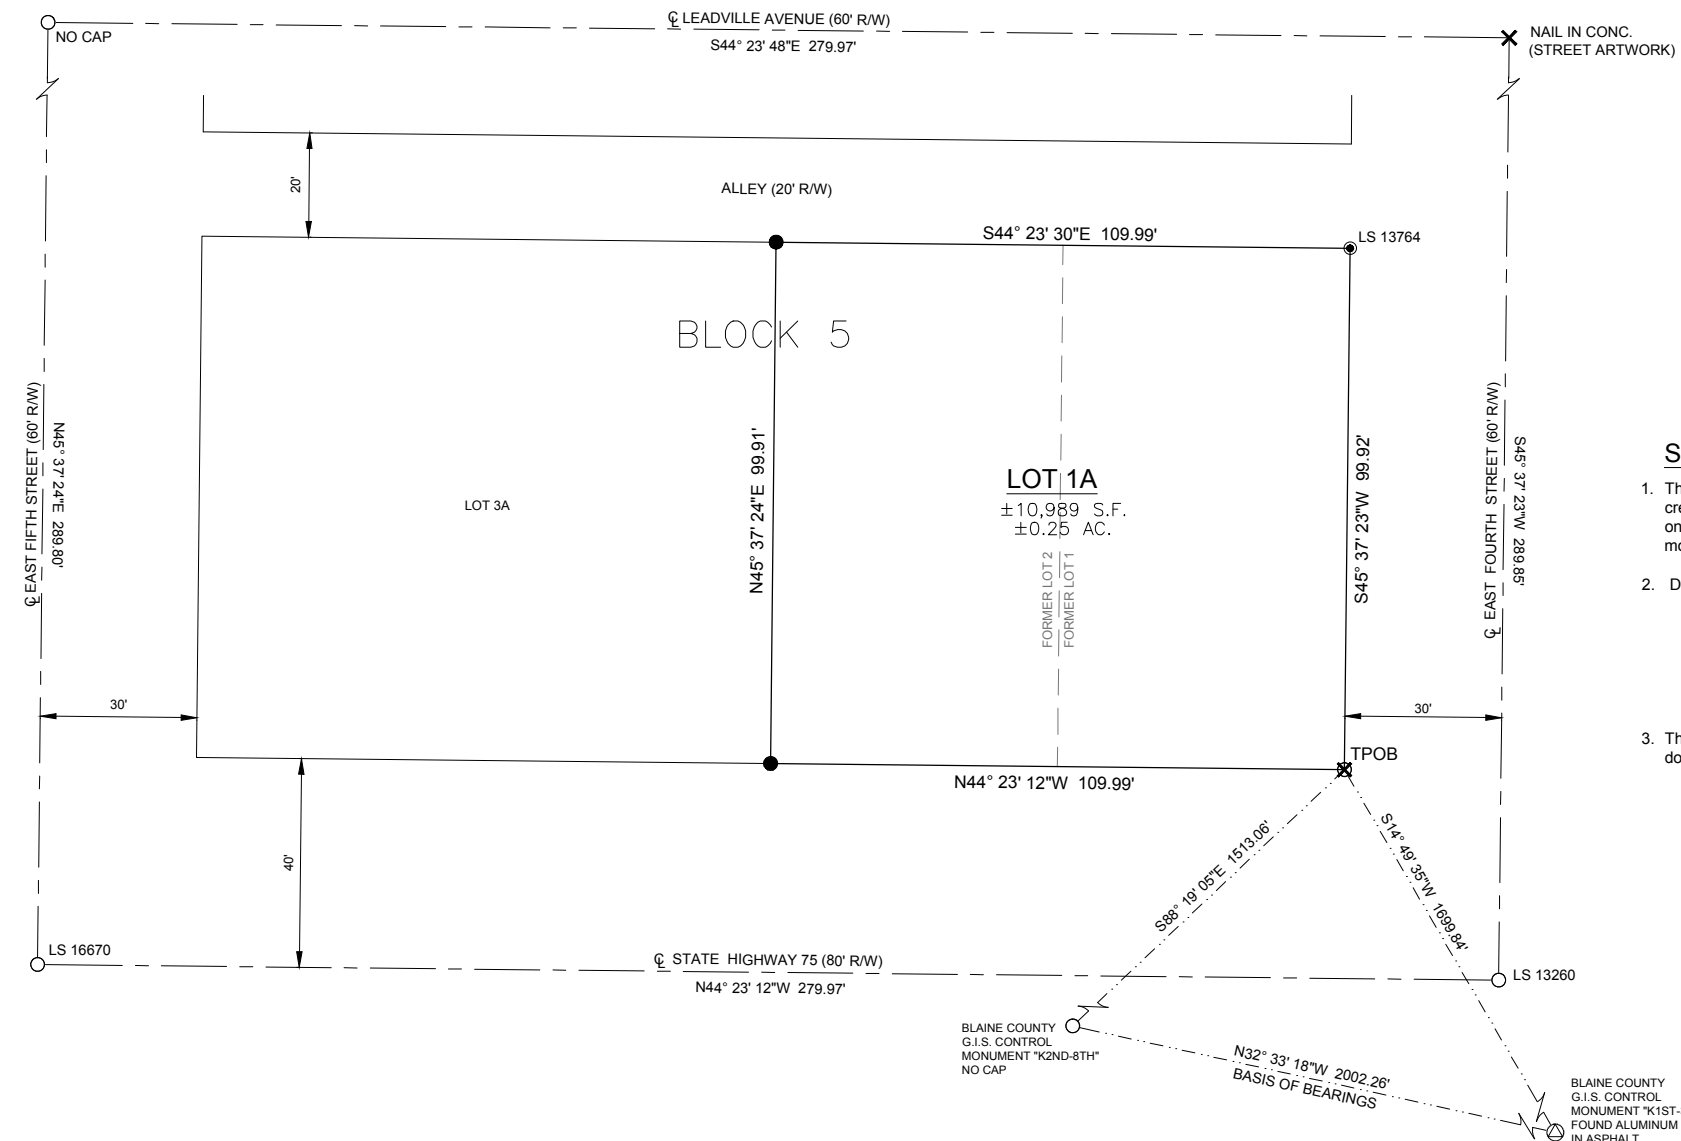 ℄ LEADVILLE AVENUE (60' R/W)
S44° 23' 48"E 279.97'
NO CAP
NAIL IN CONC.
(STREET ARTWORK)
20'
ALLEY (20' R/W)
S44° 23' 30"E 109.99'
LS 13764
BLOCK 5
℄ EAST FIFTH STREET (60' R/W)
N45° 37' 24"E 289.80'
LOT 3A
N45° 37' 24"E 99.91'
LOT 1A
±10,989 S.F.
±0.25 AC.
FORMER LOT 2
FORMER LOT 1
S45° 37' 23"W 99.92'
℄ EAST FOURTH STREET (60' R/W)
S45° 37' 23"W 289.85'
S
1. Th
cre
on
mo
2. D
3. Th
do
30'
30'
TPOB
N44° 23' 12"W 109.99'
40'
S88° 19' 05"E 1513.06'
S14° 49' 35"W 1699.84'
LS 16670
℄ STATE HIGHWAY 75 (80' R/W)
N44° 23' 12"W 279.97'
LS 13260
BLAINE COUNTY
G.I.S. CONTROL
MONUMENT "K2ND-8TH"
NO CAP
N32° 33' 18"W 2002.26'
BASIS OF BEARINGS
BLAINE COUNTY
G.I.S. CONTROL
MONUMENT "K1ST-
FOUND ALUMINUM
IN ASPHALT